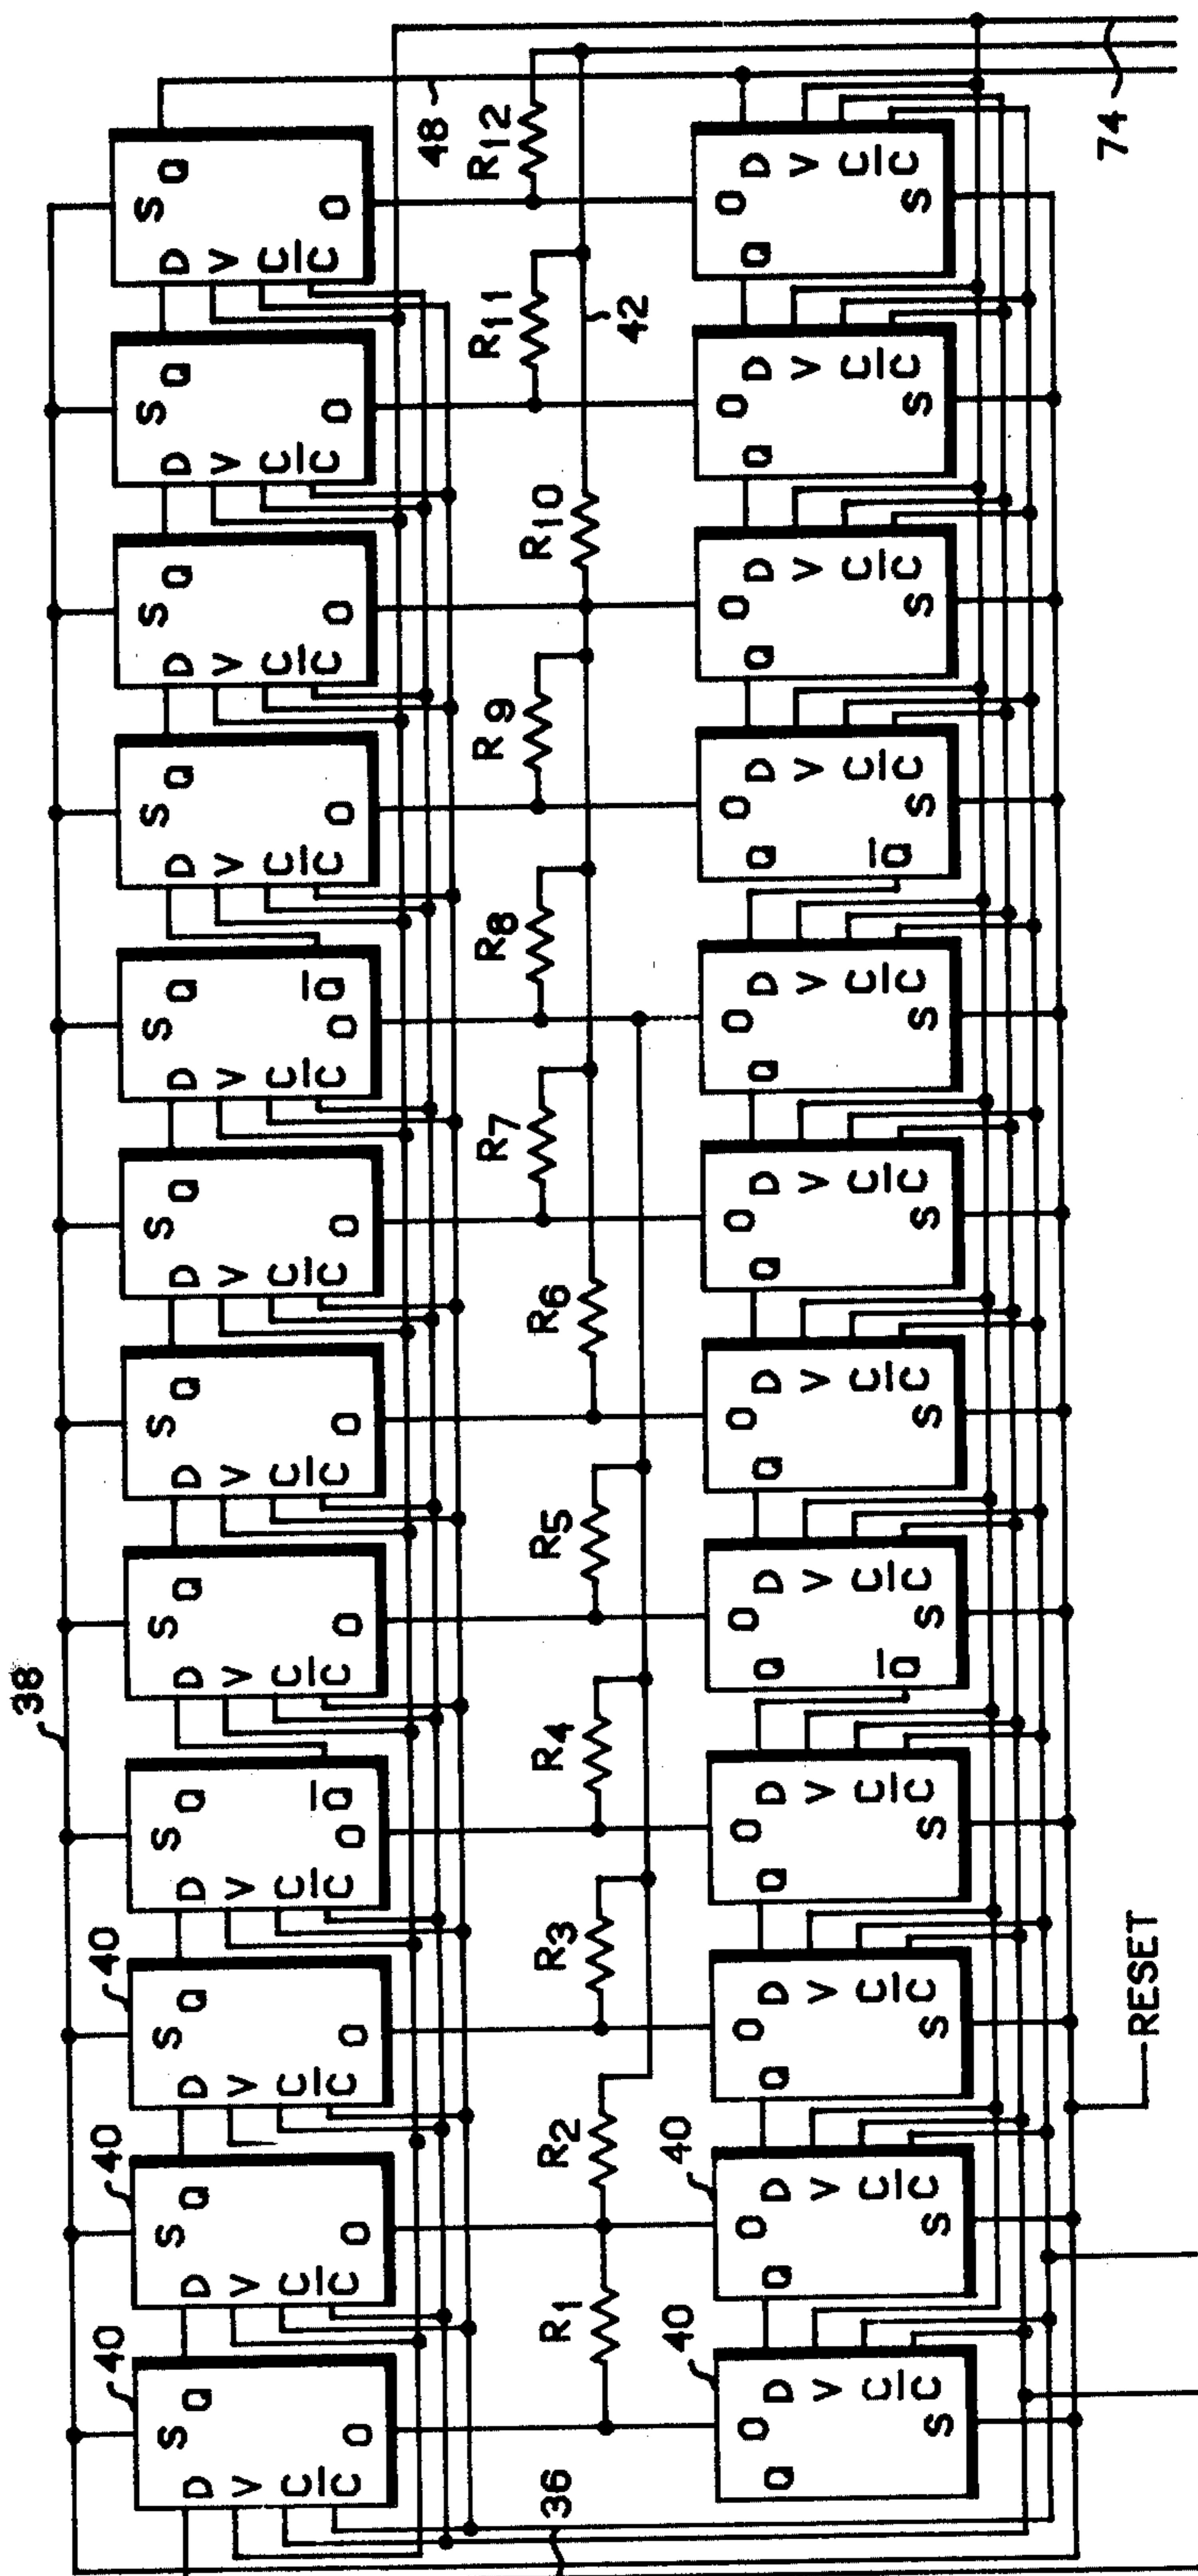 38
40 40 40
S S S S S S S S S S S S
D Q D Q D Q D Q D Q D Q D Q D Q D Q D Q D Q D Q
V V V V V V V V V V V V
C C C C C C C C C C C C
C̄ C̄ C̄ C̄ Q̄ C̄ C̄ C̄ C̄ Q̄ C̄ C̄ C̄ C̄
O O O O O O O O O O O O
48
R1 R2 R3 R4 R5 R6 R7 R8 R9 R10 R11 R12
36
42
40 40
O O O O O O O O O O O O
Q D Q D Q D Q D Q D Q D Q D Q D Q D Q D Q D Q D
V V V V V V V V V V V V
C C C C C C C C C C C C
C̄ C̄ C̄ C̄ Q̄ C̄ C̄ C̄ C̄ Q̄ C̄ C̄ C̄ C̄
S S S S S S S S S S S S
RESET
74